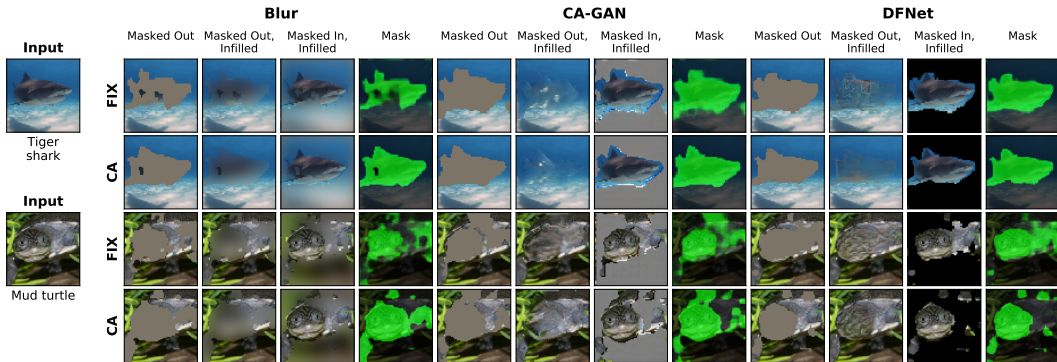 Blur CA-GAN DFNet
Masked Out Masked Out, Infilled Masked In, Infilled Mask Masked Out Masked Out, Infilled Masked In, Infilled Mask Masked Out Masked Out, Infilled Masked In, Infilled Mask
Input
FIX
Tiger
shark
CA
Input
FIX
Mud turtle
CA